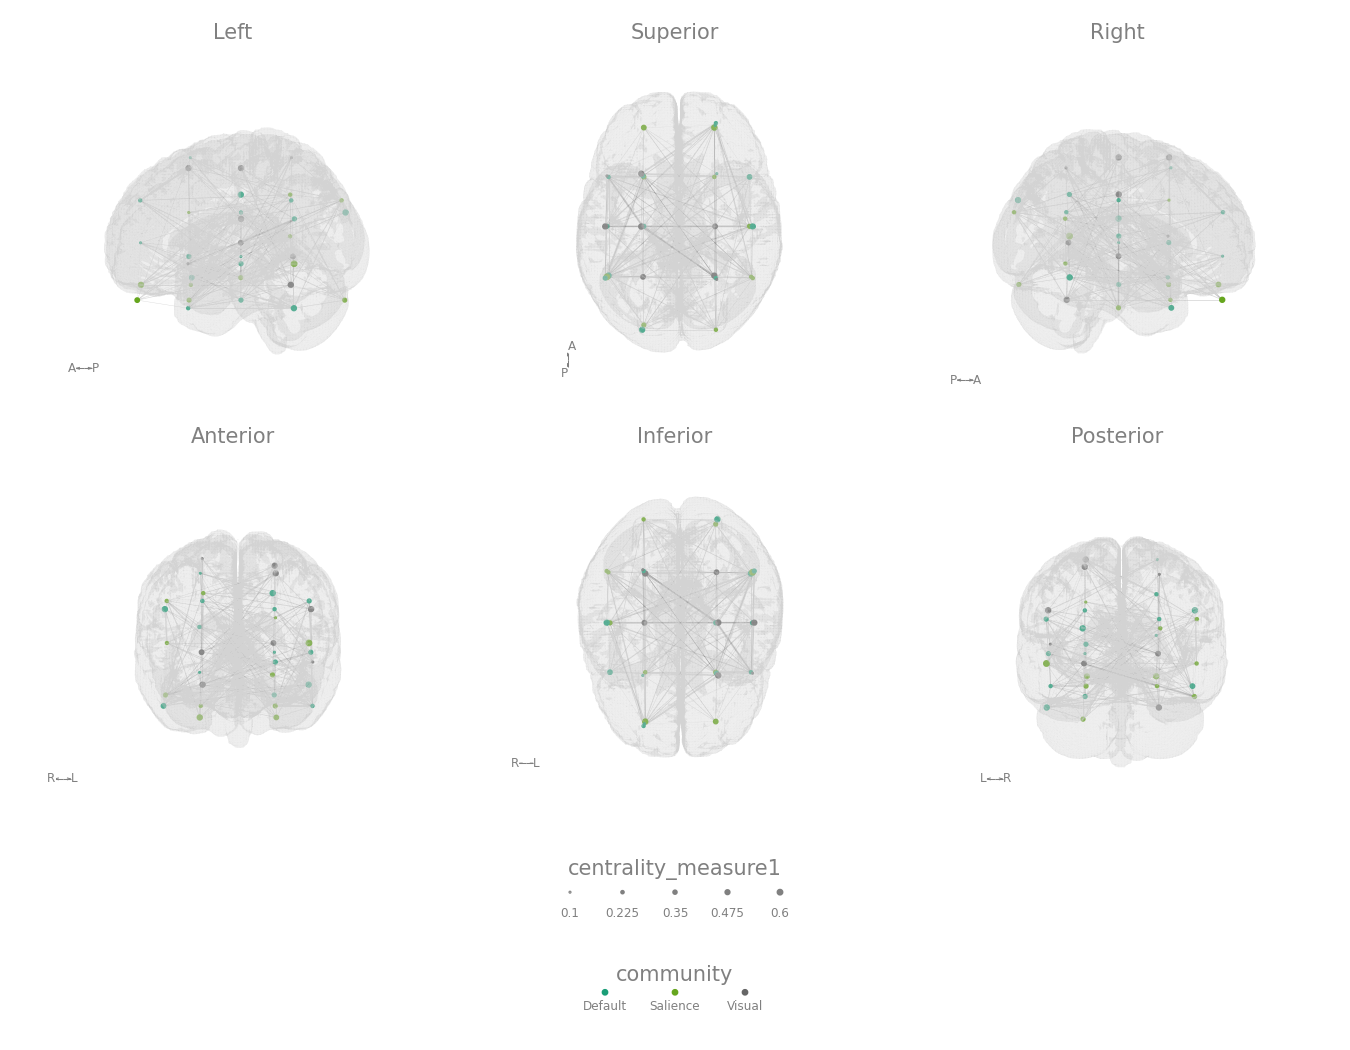 Left
Superior
Right
A
P
A P
P A
Anterior
Inferior
Posterior
R L
R L
L R
centrality_measure1
0.1 0.225 0.35 0.475 0.6
community
Default Salience Visual